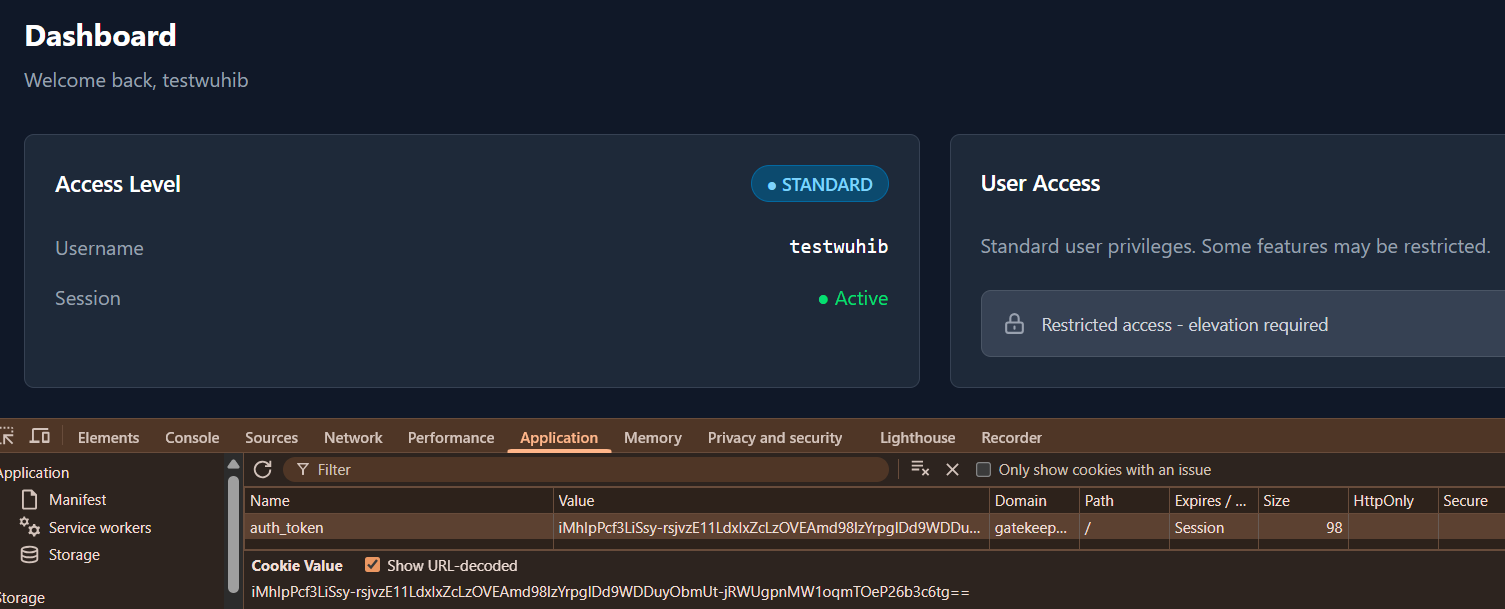 Dashboard
Welcome back, testwuhib
Access Level
STANDARD
Username
testwuhib
Session
Active
User Access
Standard user privileges. Some features may be restricted.
Restricted access - elevation required
Elements Console Sources Network Performance Application Memory Privacy and security Lighthouse Recorder
Application
Manifest
Service workers
Storage
Storage
Filter
Only show cookies with an issue
Name Value Domain Path Expires / ... Size HttpOnly Secure
auth_token iMhIpPcf3LiSsy-rsjvzE11LdxIxZcLzOVEAmd98IzYrpgIDd9WDDu... gatekeep... / Session 98
Cookie Value Show URL-decoded
iMhIpPcf3LiSsy-rsjvzE11LdxIxZcLzOVEAmd98IzYrpgIDd9WDDuyObmUt-jRWUgpnMW1oqmTOeP26b3c6tg==